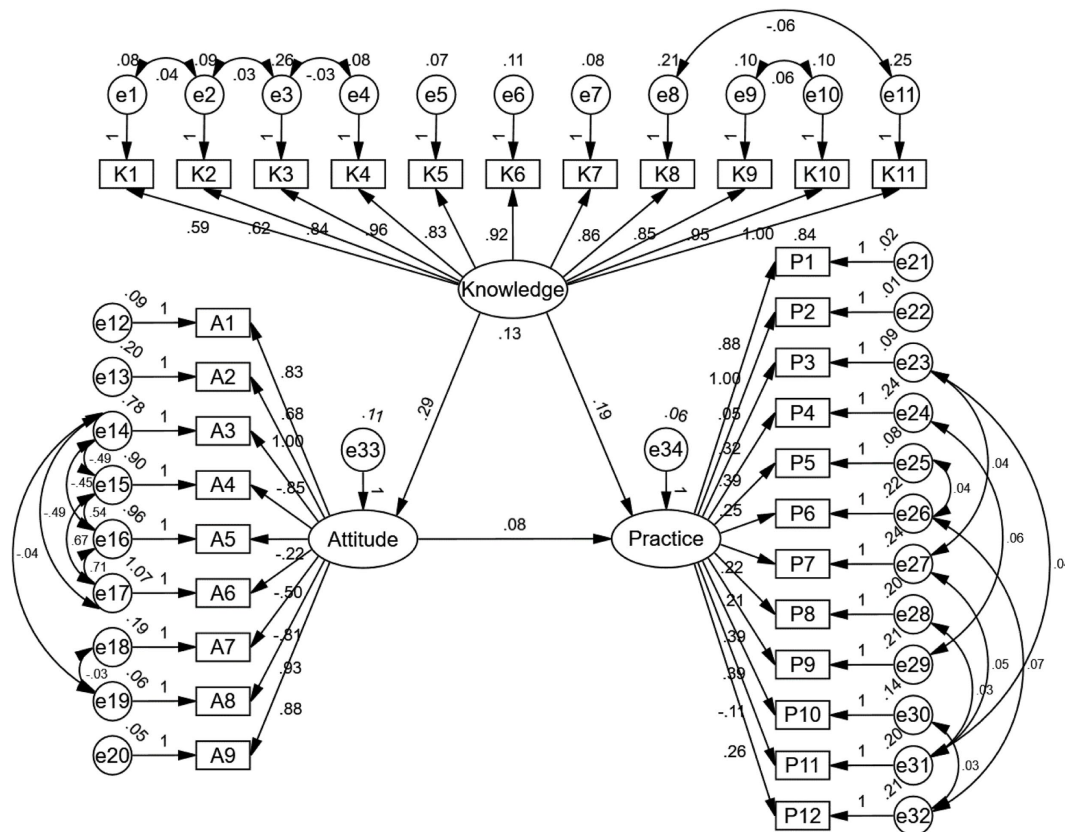 -.06
.08 .09 .26 .08 .07 .11 .08 .21 .10 .10 .25
.04 .03 -.03 .06
e1 e2 e3 e4 e5 e6 e7 e8 e9 e10 e11
1 1 1 1 1 1 1 1 1 1 1
K1 K2 K3 K4 K5 K6 K7 K8 K9 K10 K11
.59 .62 .84 .96 .83 .92 .86 .85 .95 1.00
Knowledge
.13
.29
.19
.84
P1 1 .02 e21
P2 1 .01 e22
P3 1 .09 e23
P4 1 .24 e24
P5 1 .08 e25
P6 1 .22 e26
P7 1 .24 e27
P8 1 .20 e28
P9 1 .21 e29
P10 1 .14 e30
P11 1 .20 e31
P12 1 .21 e32
.88
1.00
.05
.32
.39
.25
.22
.21
.39
.39
-.11
.26
.04
.04
.06
.05
.07
.03
.03
.09 e12 1 A1
.20 e13 1 A2
.78 e14 1 A3
.90 e15 1 A4
.96 e16 1 A5
1.07 e17 1 A6
.19 e18 1 A7
.06 e19 1 A8
.05 e20 1 A9
-.49
-.45
-.49
.54
.67
.71
-.04
-.03
.83
.68
1.00
-.85
-.22
-.50
-.81
.93
.88
.11
e33
1
Attitude
.08
.06
e34
1
Practice